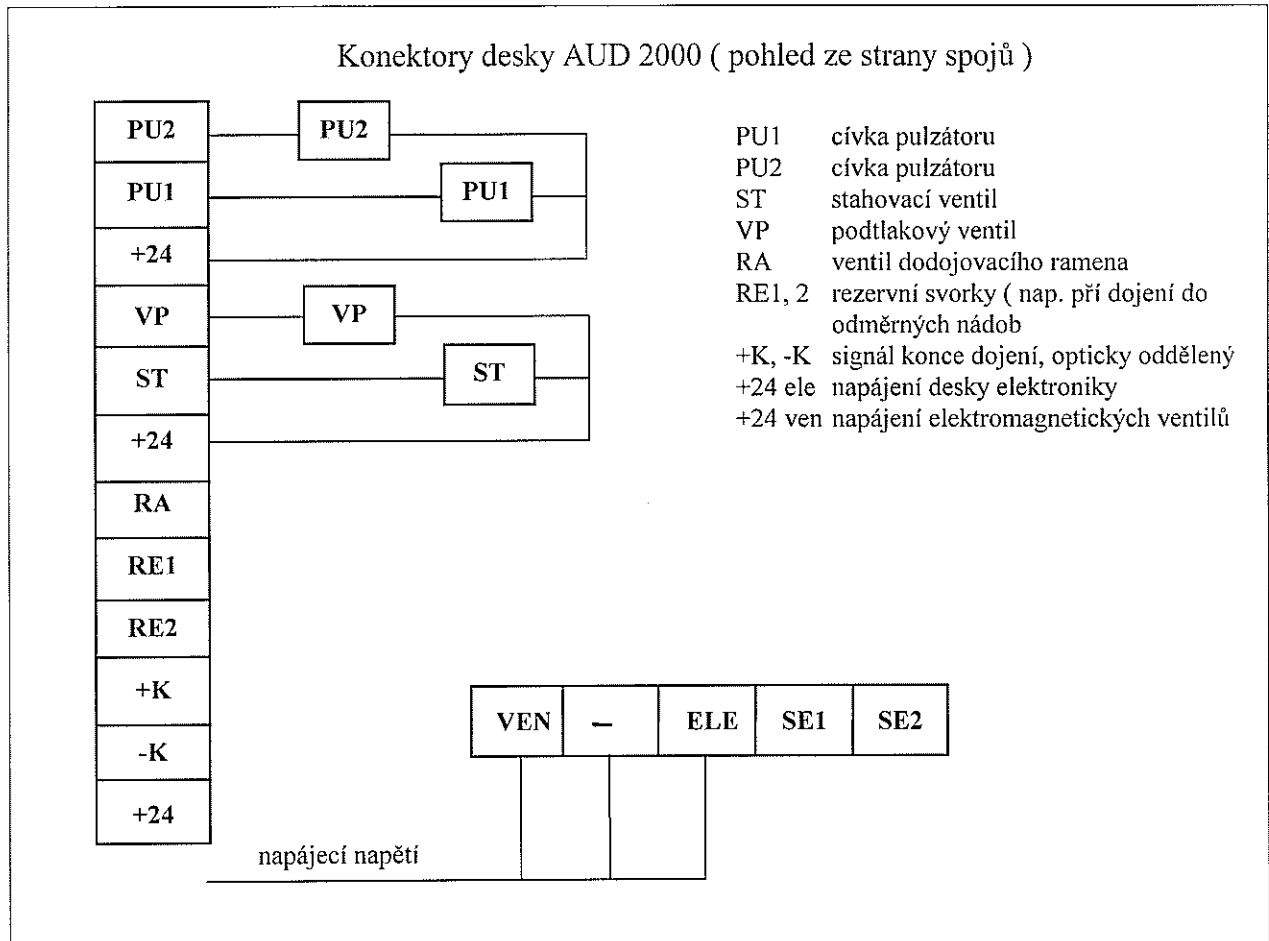 Konektory desky AUD 2000 ( pohled ze strany spojů )
PU2
PU1
+24
VP
ST
+24
RA
RE1
RE2
+K
-K
+24
PU2
PU1
VP
ST
PU1 cívka pulzátoru
PU2 cívka pulzátoru
ST stahovací ventil
VP podtlakový ventil
RA ventil dodojovacího ramena
RE1, 2 rezervní svorky ( nap. pří dojení do
odměrných nádob
+K, -K signál konce dojení, opticky oddělený
+24 ele napájení desky elektroniky
+24 ven napájení elektromagnetických ventilů
VEN – ELE SE1 SE2
napájecí napětí